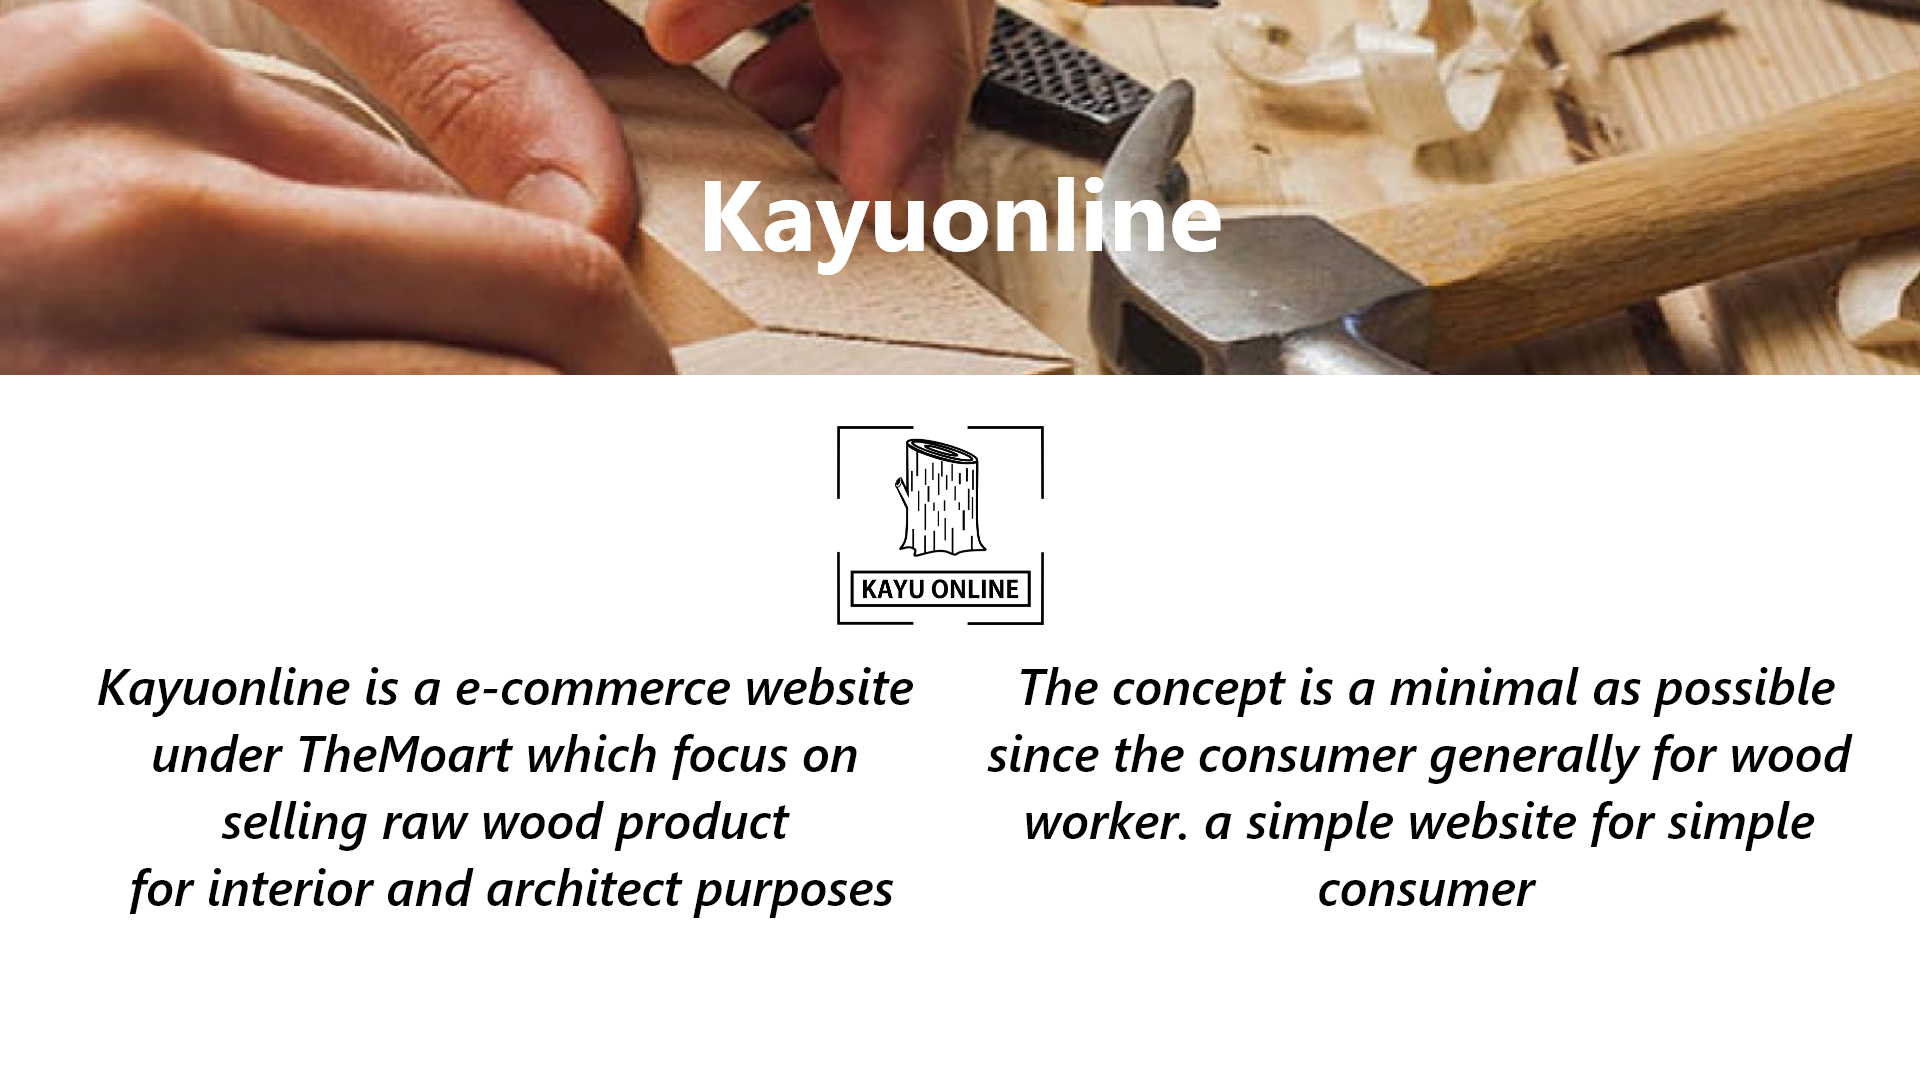 Kayuonline
KAYU ONLINE
Kayuonline is a e-commerce website
under TheMoart which focus on
selling raw wood product
for interior and architect purposes
The concept is a minimal as possible
since the consumer generally for wood
worker. a simple website for simple
consumer